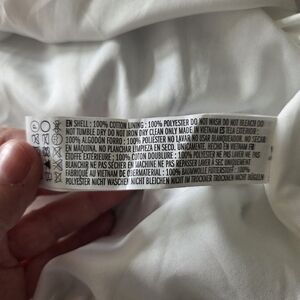 EN SHELL : 100% COTTON LINING : 100% POLYESTER DO NOT WASH DO NOT BLEACH DO
NOT TUMBLE DRY DO NOT IRON DRY CLEAN ONLY MADE IN VIETNAM ES TELA EXTERIOR :
100% ALGODÓN FORRO : 100% POLIÉSTER NO LAVAR NO USAR BLANQUEADOR NO
EN MAQUINA, NO PLANCHAR LIMPIAR EN SECO, UNICAMENTE, HECHO EN VIETNAM FR
ETOFFE EXTÉRIEURE : 100% COTON DOUBLURE : 100% POLYESTER NE PAS LAVER NE PAS
BLANCHIR NE PAS SÉCHER EN MACHINE NE PAS REPASSER LAVER À SEC UNIQUEMENT
FABRIQUÉ AU VIETNAM DE OBERMATERIAL : 100% BAUMWOLLE FUTTERSTOFF : 100%
POLYESTER NICHT WASCHEN NICHT BLEICHEN NICHT IM TROCKNER TROCKNEN NICHT BÜGELN